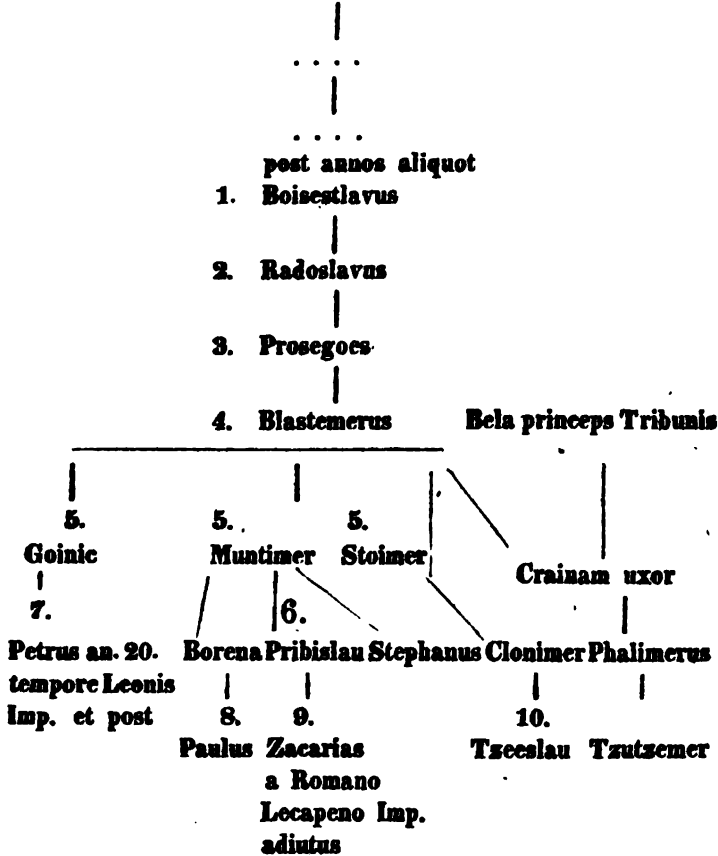 . . . .
. . . .
post annos aliquot
1. Boisestlavus
2. Radoslavus
3. Prosegoes
4. Blastemerus Bela princeps Tribunis
5. 5. 5.
Goinic Muntimer Stoimer
Crainam uxor
7. 6.
Petrus an. 20. Borena Pribislau Stephanus Clonimer Phalimerus
tempore Leonis
Imp. et post 8. 9. 10.
Paulus Zacarias Tzeeslau Tzutzemer
a Romano
Lecapeno Imp.
adiutus